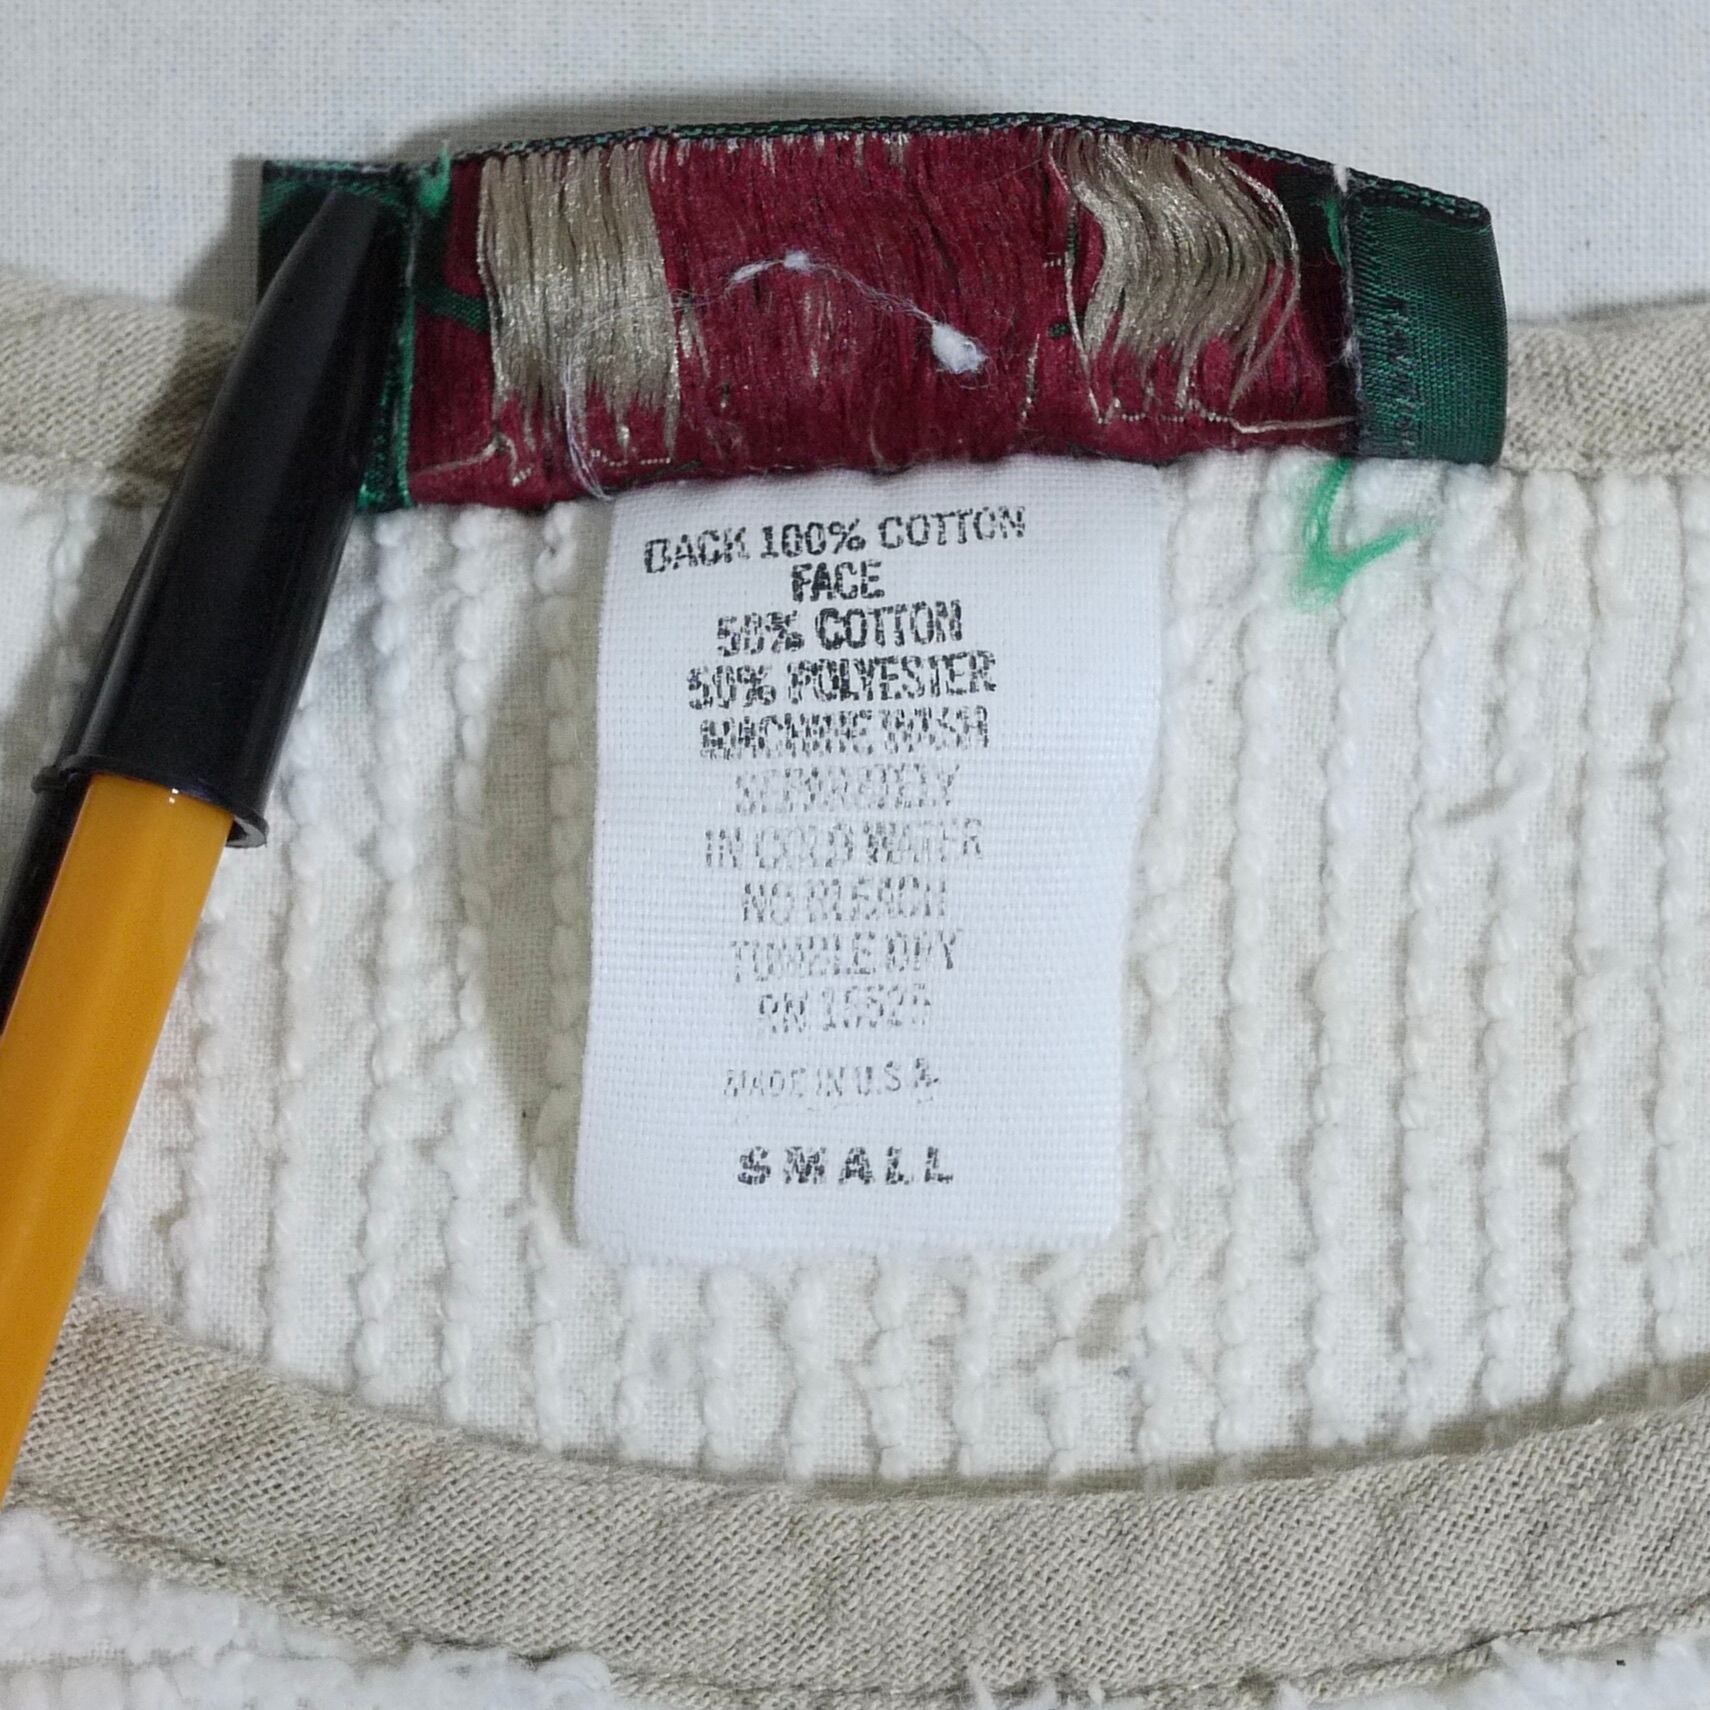 BACK 100% COTTON
FACE
50% COTTON
50% POLYESTER
MACHINE WASH
SEPARATELY
IN COLD WATER
NO BLEACH
TUMBLE DRY
RN
MADE IN U.S.A.
SMALL